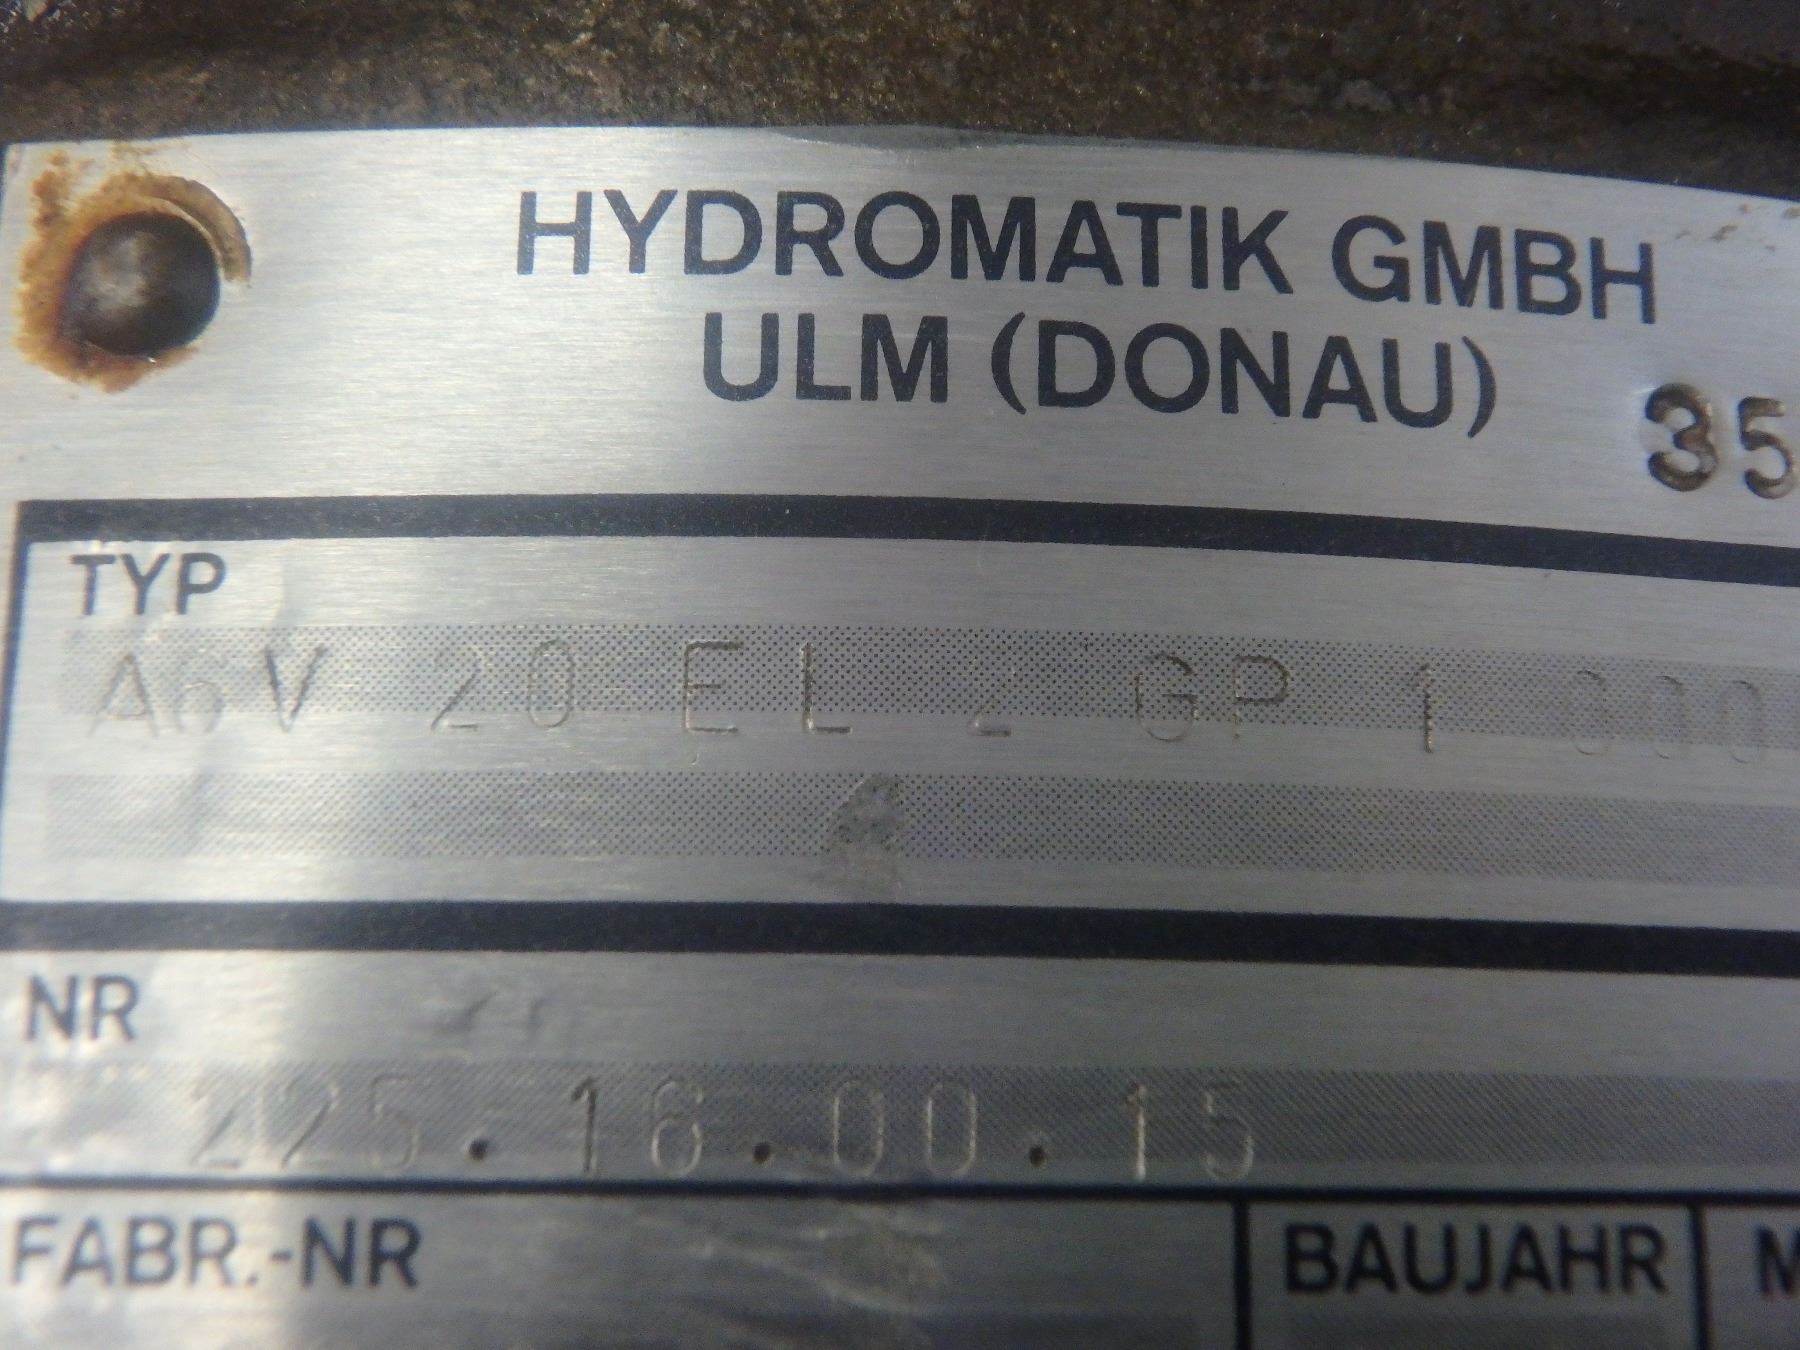 HYDROMATIK GMBH
ULM (DONAU)
35
TYP
A6V 20 EL 2 GP 1
NR
225.16.00.15
FABR.-NR
BAUJAHR